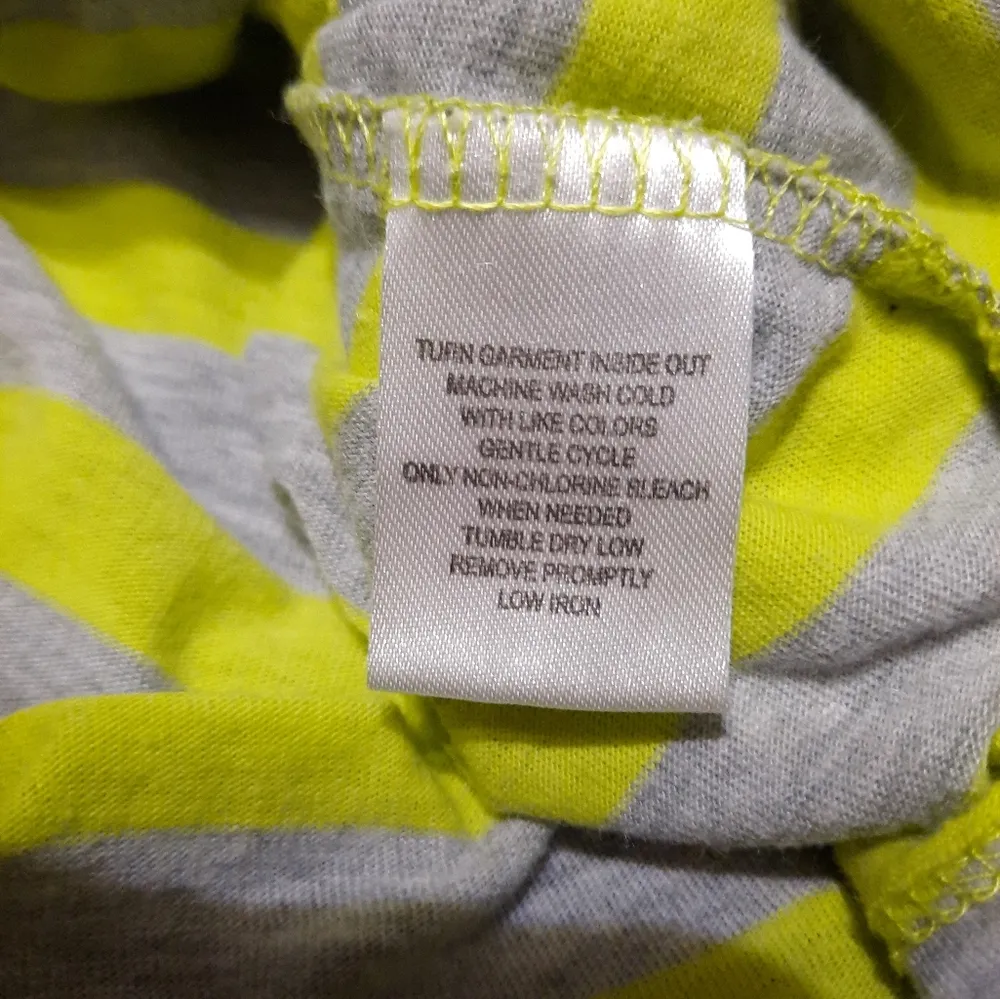 TURN GARMENT INSIDE OUT
MACHINE WASH COLD
WITH LIKE COLORS
GENTLE CYCLE
ONLY NON-CHLORINE BLEACH
WHEN NEEDED
TUMBLE DRY LOW
REMOVE PROMPTLY
LOW IRON